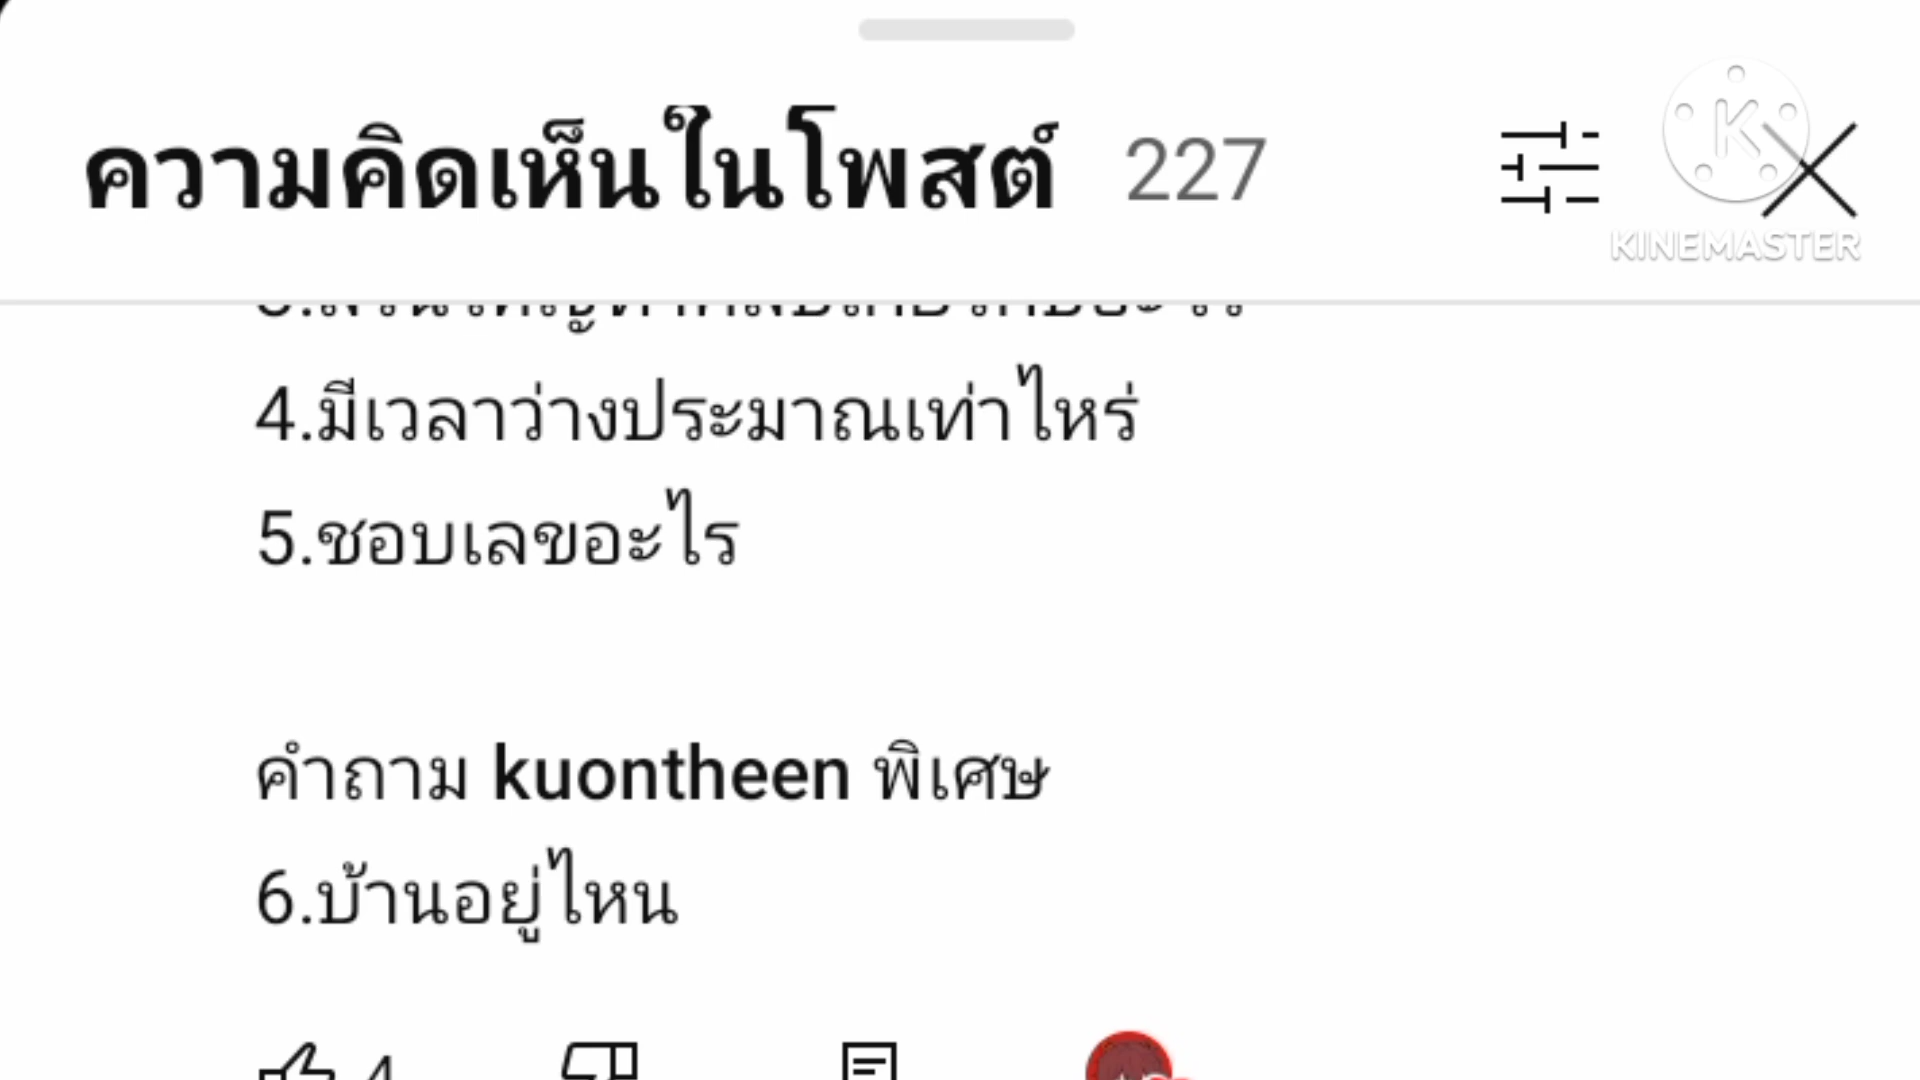 ความคิดเห็นในโพสต์ 227
KINEMASTER
4.มีเวลาว่างประมาณเท่าไหร่
5.ชอบเลขอะไร
คำถาม kuontheen พิเศษ
6.บ้านอยู่ไหน
4